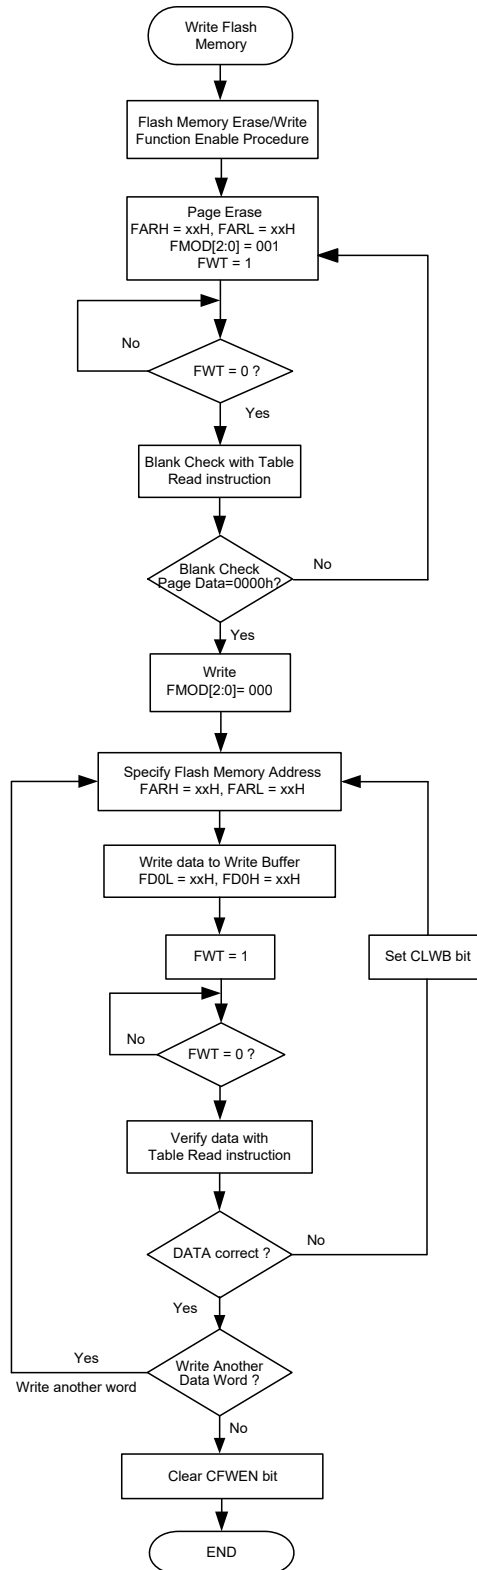 Write Flash
Memory
Flash Memory Erase/Write
Function Enable Procedure
Page Erase
FARH = xxH, FARL = xxH
FMOD[2:0] = 001
FWT = 1
No
FWT = 0 ?
Yes
Blank Check with Table
Read instruction
Blank Check
Page Data=0000h?
No
Yes
Write
FMOD[2:0]= 000
Specify Flash Memory Address
FARH = xxH, FARL = xxH
Write data to Write Buffer
FD0L = xxH, FD0H = xxH
FWT = 1
Set CLWB bit
No
FWT = 0 ?
Verify data with
Table Read instruction
DATA correct ?
No
Yes
Yes
Write another word
Write Another
Data Word ?
No
Clear CFWEN bit
END